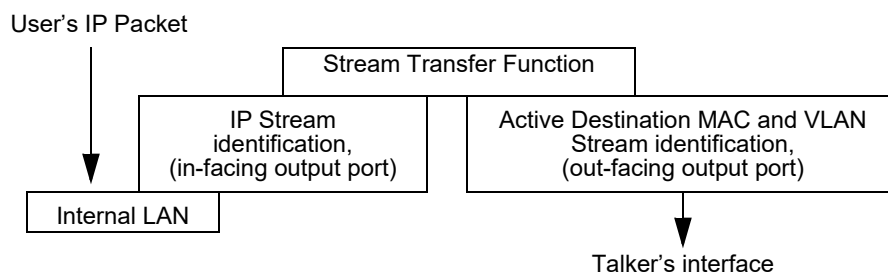 User’s IP Packet
Stream Transfer Function
IP Stream
identification,
(in-facing output port)
Active Destination MAC and VLAN
Stream identification,
(out-facing output port)
Internal LAN
Talker’s interface